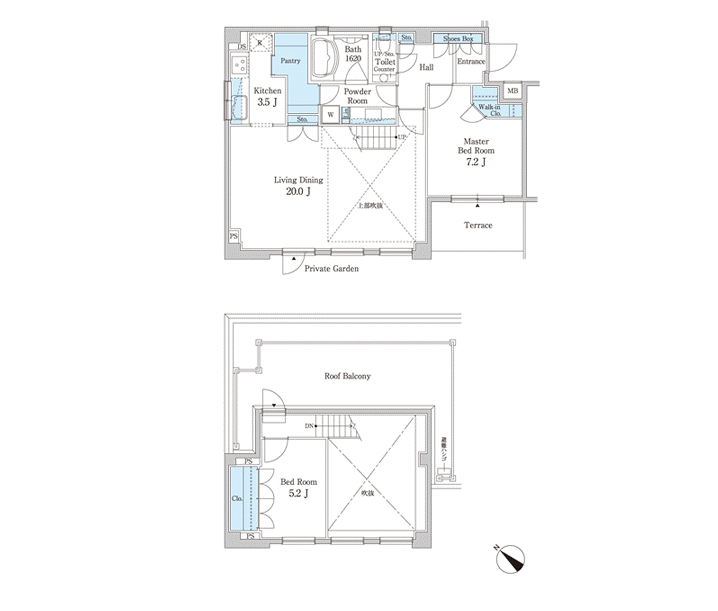 DS
R
Pantry
Bath
1620
UP/Sto.
Toilet
Counter
Sto.
Shoes Box
Hall
Entrance
Kitchen
3.5 J
Powder
Room
W
Sto.
MB
Walk-in
Clo.
UP
Master
Bed Room
7.2 J
Living Dining
20.0 J
上部吹抜
Terrace
PS
Private Garden
Roof Balcony
DN
避難ハシゴ
PS
Bed Room
5.2 J
Clo.
吹抜
PS
N